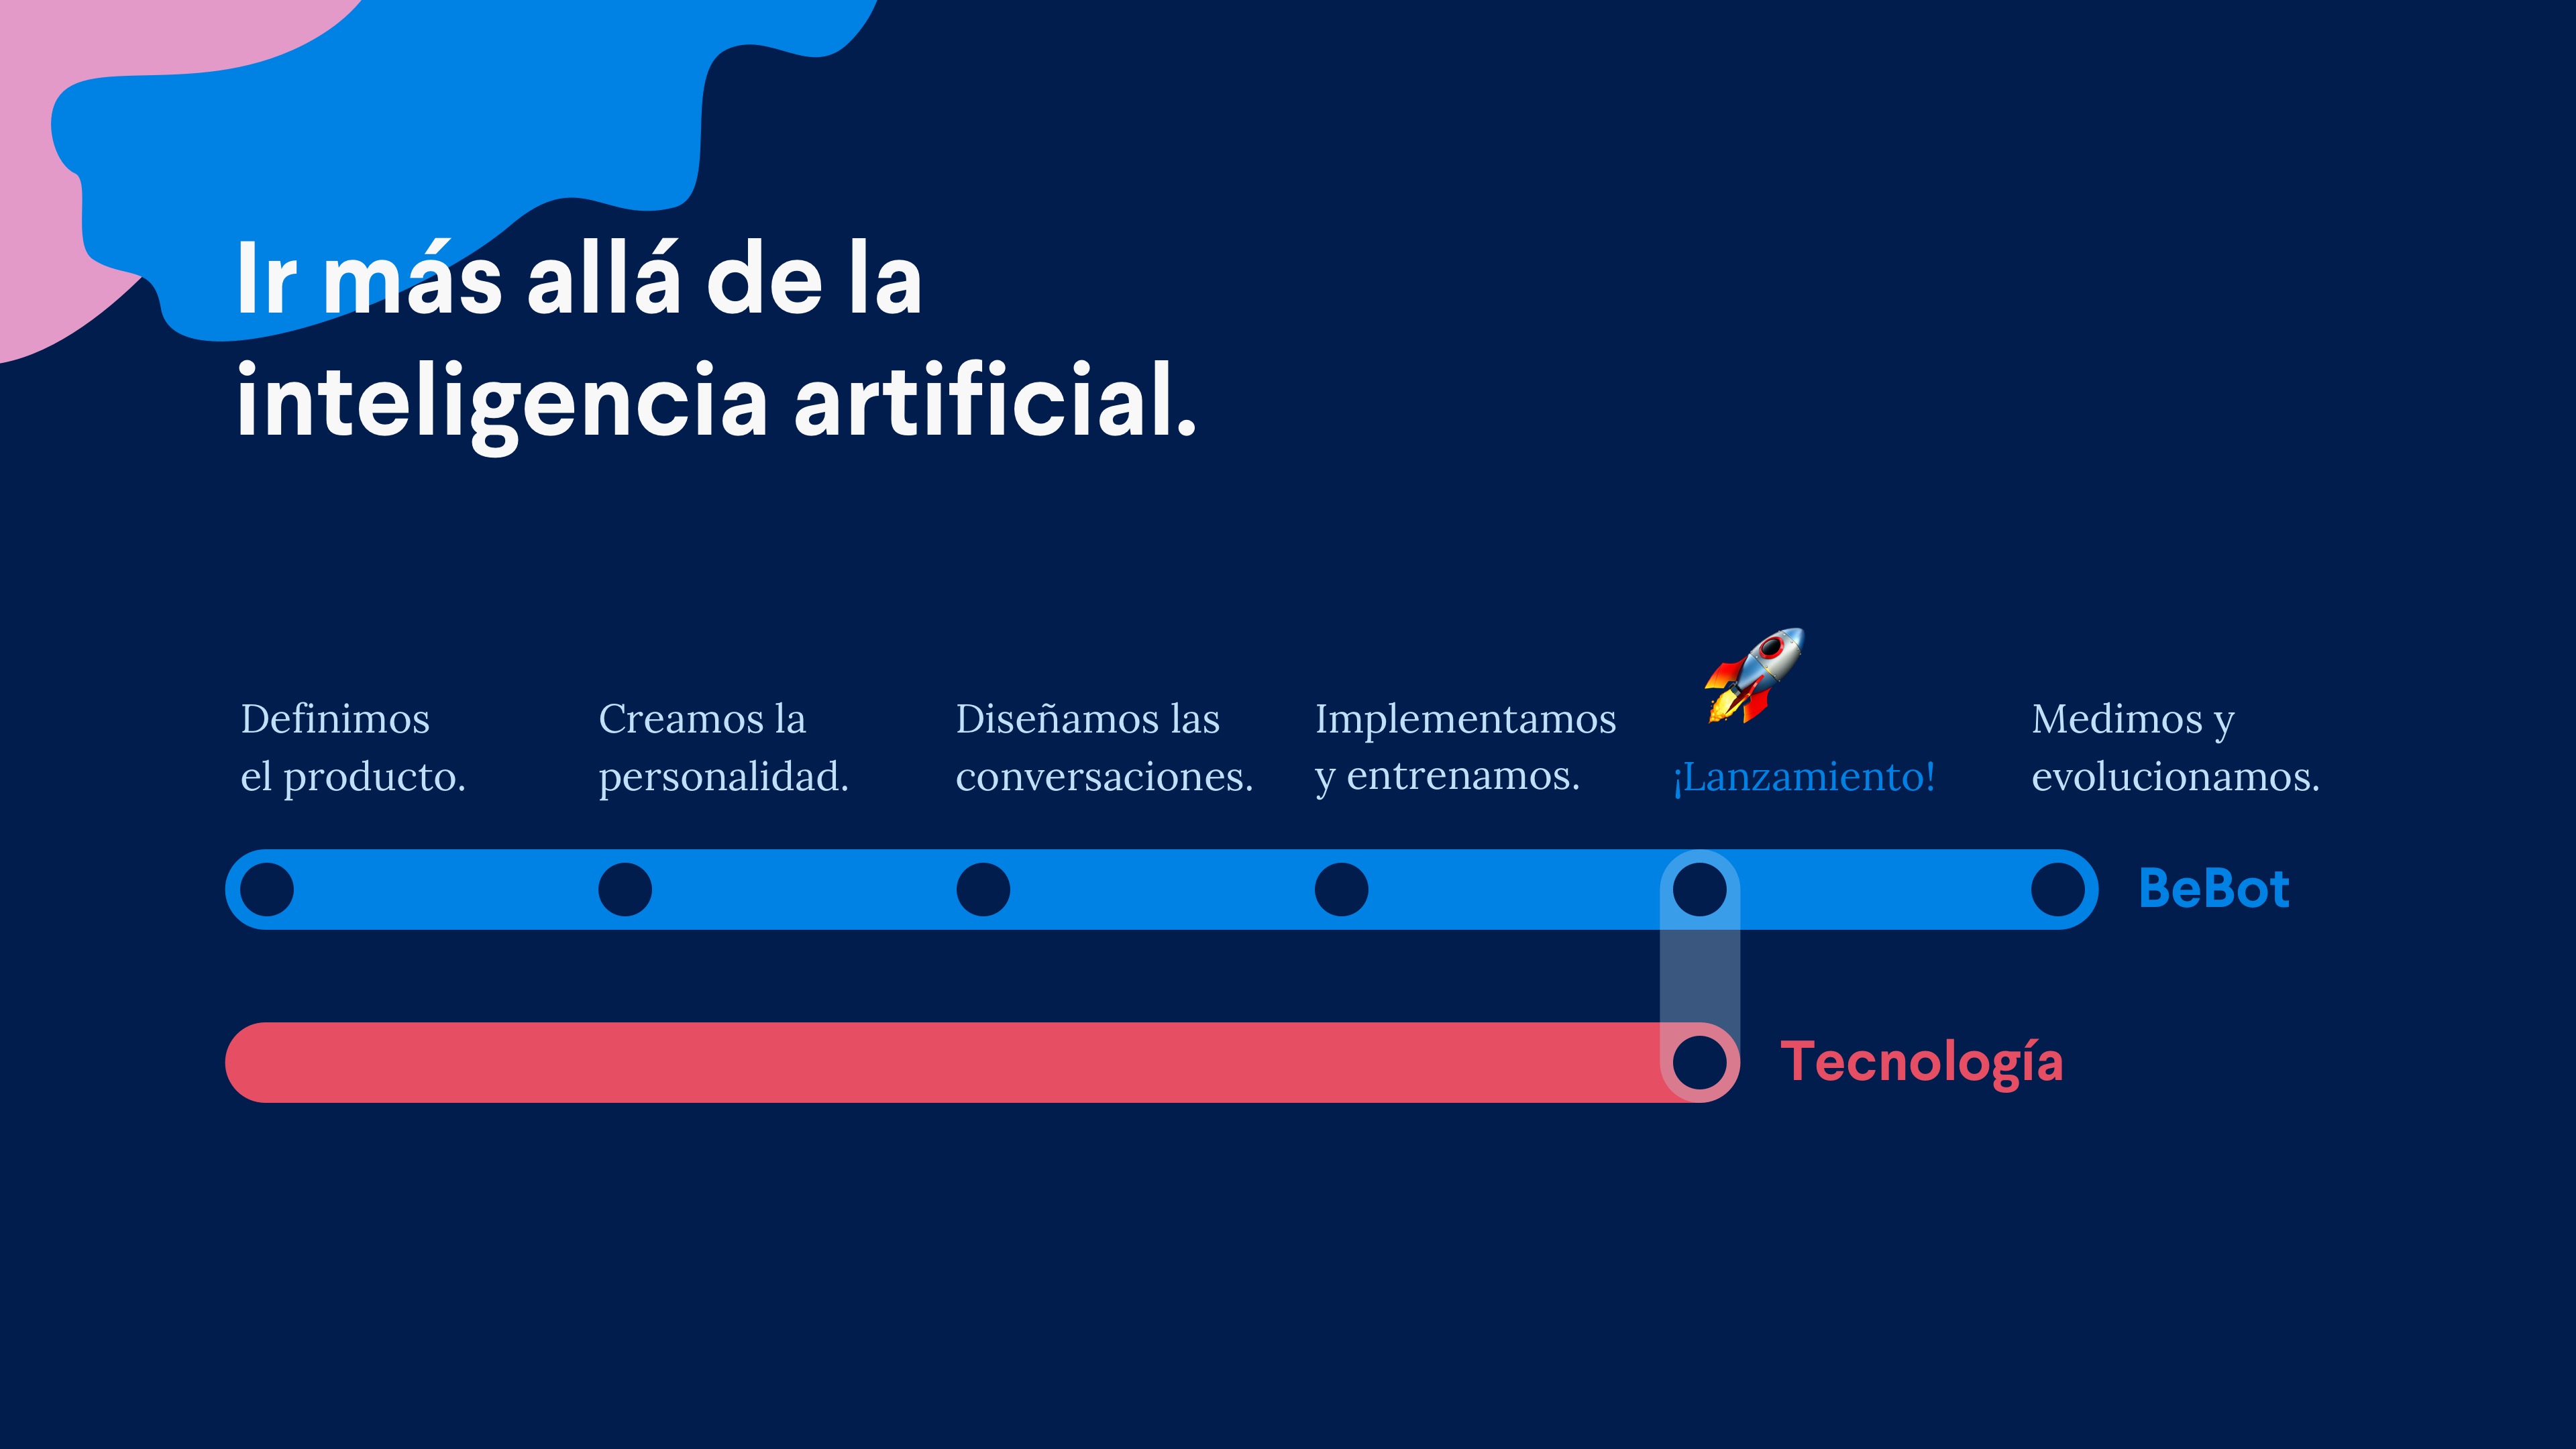 Ir más allá de la
inteligencia artificial.
Definimos
el producto.
Creamos la
personalidad.
Diseñamos las
conversaciones.
Implementamos
y entrenamos.
¡Lanzamiento!
Medimos y
evolucionamos.
BeBot
Tecnología